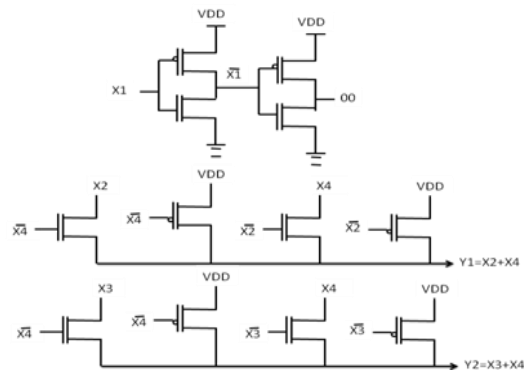 VDD VDD
X1 X̅1̅ 00
X2 VDD X4 VDD
X̅4̅ X̅4̅ X̅2̅ X̅2̅
Y1=X2+X4
X3 VDD X4 VDD
X̅4̅ X̅4̅ X̅3̅ X̅3̅
Y2=X3+X4